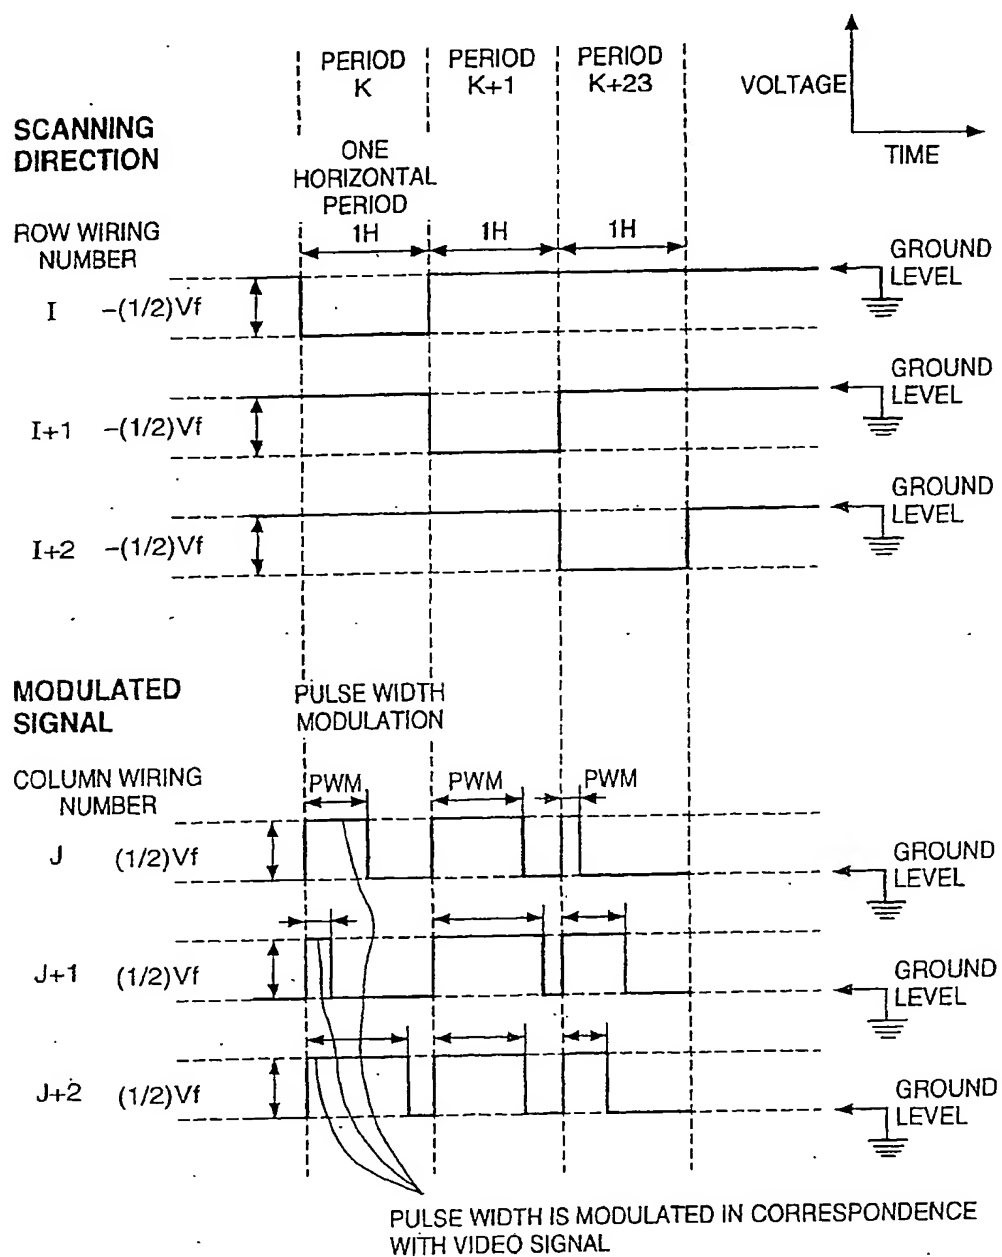 PERIOD K
PERIOD K+1
PERIOD K+23
VOLTAGE
TIME
SCANNING
DIRECTION
ONE
HORIZONTAL
PERIOD
ROW WIRING
NUMBER
1H
1H
1H
I -(1/2)Vf
GROUND
LEVEL
I+1 -(1/2)Vf
GROUND
LEVEL
I+2 -(1/2)Vf
GROUND
LEVEL
MODULATED
SIGNAL
PULSE WIDTH
MODULATION
COLUMN WIRING
NUMBER
PWM
PWM
PWM
J (1/2)Vf
GROUND
LEVEL
J+1 (1/2)Vf
GROUND
LEVEL
J+2 (1/2)Vf
GROUND
LEVEL
PULSE WIDTH IS MODULATED IN CORRESPONDENCE
WITH VIDEO SIGNAL